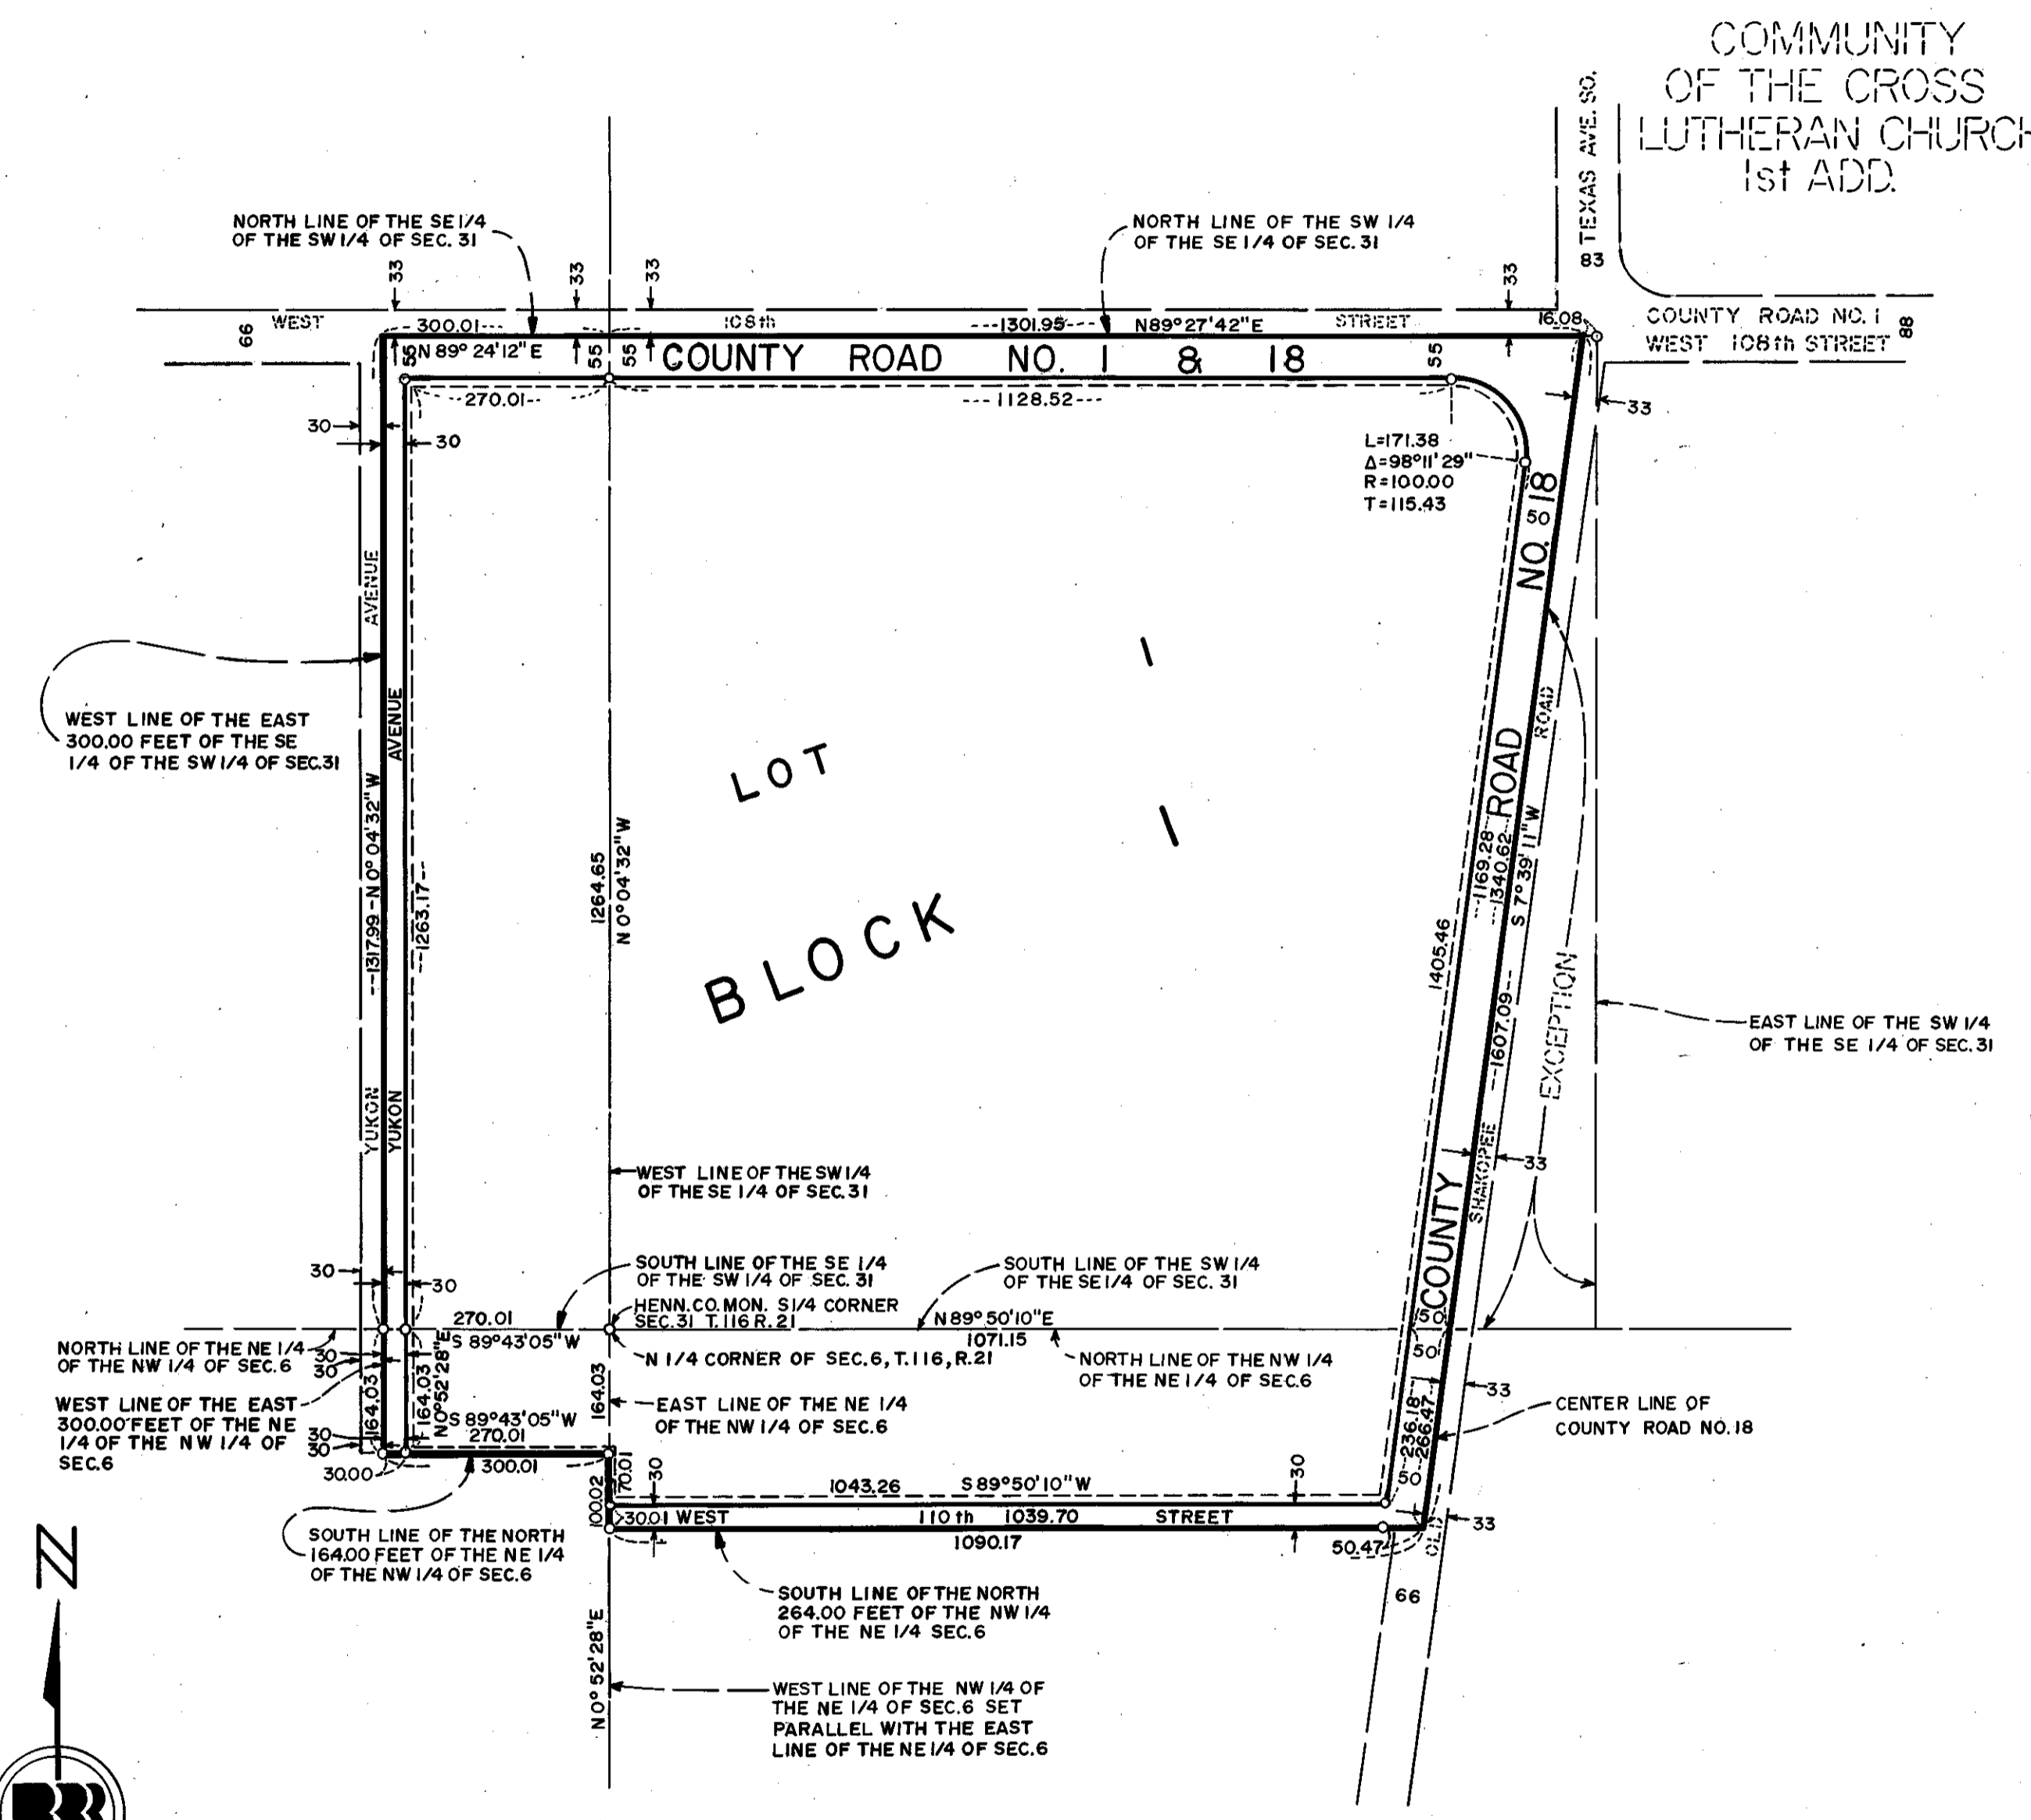 COMMUNITY
OF THE CROSS
LUTHERAN CHURCH
1st ADD.
TEXAS AVE. SO.
83
NORTH LINE OF THE SE 1/4
OF THE SW 1/4 OF SEC. 31
NORTH LINE OF THE SW 1/4
OF THE SE 1/4 OF SEC. 31
33
33
33
33
66
WEST
300.01
108th
1301.95
N89°27'42"E
STREET
16.08
COUNTY ROAD NO. 1
WEST 108th STREET
88
N 89°24'12" E
55
55
55
55
COUNTY ROAD NO. 1 & 18
270.01
1128.52
33
30
30
L=171.38
Δ=98°11'29"
R=100.00
T=115.43
50
COUNTY ROAD NO. 18
AVENUE
AVENUE
WEST LINE OF THE EAST
300.00 FEET OF THE SE
1/4 OF THE SW 1/4 OF SEC.31
1317.99 - N 0° 04' 32" W
1263.17
1264.65
N 0° 04' 32" W
LOT 1
BLOCK 1
1169.28
1340.62
S 7° 39' 11" W
1405.46
1607.09
ROAD
EXCEPTION
EAST LINE OF THE SW 1/4
OF THE SE 1/4 OF SEC. 31
YUKON
YUKON
SHAKOPEE
33
WEST LINE OF THE SW 1/4
OF THE SE 1/4 OF SEC. 31
30
30
SOUTH LINE OF THE SE 1/4
OF THE SW 1/4 OF SEC. 31
SOUTH LINE OF THE SW 1/4
OF THE SE 1/4 OF SEC. 31
HENN. CO. MON. S 1/4 CORNER
SEC. 31 T. 116 R. 21
270.01
S 89°43'05" W
N 89°50'10" E
1071.15
50
50
NORTH LINE OF THE NE 1/4
OF THE NW 1/4 OF SEC. 6
30
30
N 1/4 CORNER OF SEC. 6, T. 116, R. 21
NORTH LINE OF THE NW 1/4
OF THE NE 1/4 OF SEC. 6
164.03
164.03
N0°52'28"E
164.03
WEST LINE OF THE EAST
300.00 FEET OF THE NE
1/4 OF THE NW 1/4 OF
SEC. 6
S 89°43'05" W
270.01
EAST LINE OF THE NE 1/4
OF THE NW 1/4 OF SEC. 6
236.18
266.47
33
CENTER LINE OF
COUNTY ROAD NO. 18
30
30
30.00
300.01
100.02
70.01
30
1043.26
S 89°50'10" W
30
50
30.01
WEST 110th 1039.70 STREET
33
1090.17
50.47
OLD
66
SOUTH LINE OF THE NORTH
164.00 FEET OF THE NE 1/4
OF THE NW 1/4 OF SEC. 6
SOUTH LINE OF THE NORTH
264.00 FEET OF THE NW 1/4
OF THE NE 1/4 SEC. 6
N 0° 52' 28" E
WEST LINE OF THE NW 1/4 OF
THE NE 1/4 OF SEC. 6 SET
PARALLEL WITH THE EAST
LINE OF THE NE 1/4 OF SEC. 6
N